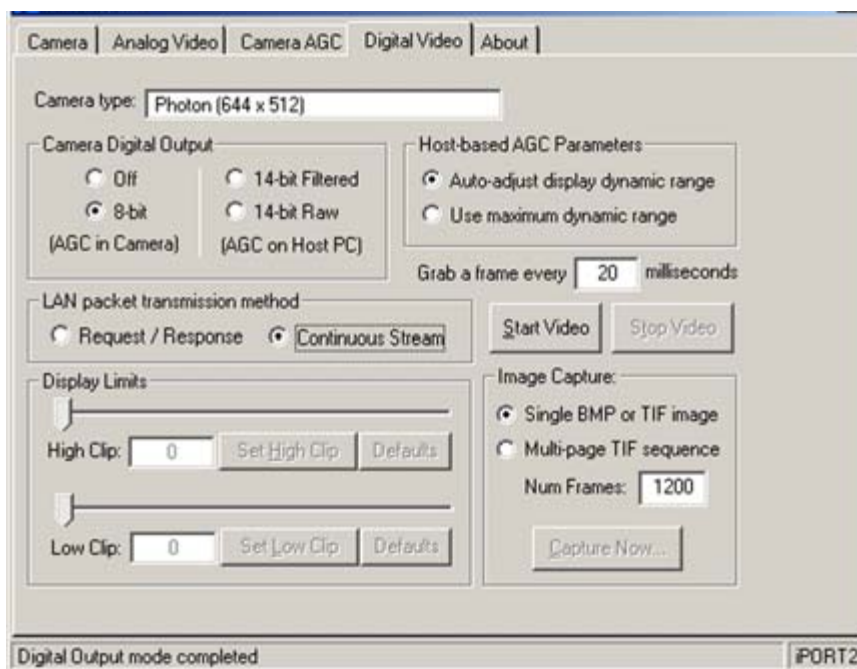 Camera Analog Video Camera AGC Digital Video About
Camera type: Photon (644 x 512)
Camera Digital Output
Off 14-bit Filtered
8-bit 14-bit Raw
(AGC in Camera) (AGC on Host PC)
Host-based AGC Parameters
Auto-adjust display dynamic range
Use maximum dynamic range
Grab a frame every 20 milliseconds
LAN packet transmission method
Request / Response Continuous Stream
Start Video Stop Video
Display Limits
High Clip: 0 Set High Clip Defaults
Low Clip: 0 Set Low Clip Defaults
Image Capture:
Single BMP or TIF image
Multi-page TIF sequence
Num Frames: 1200
Capture Now...
Digital Output mode completed iPORT2